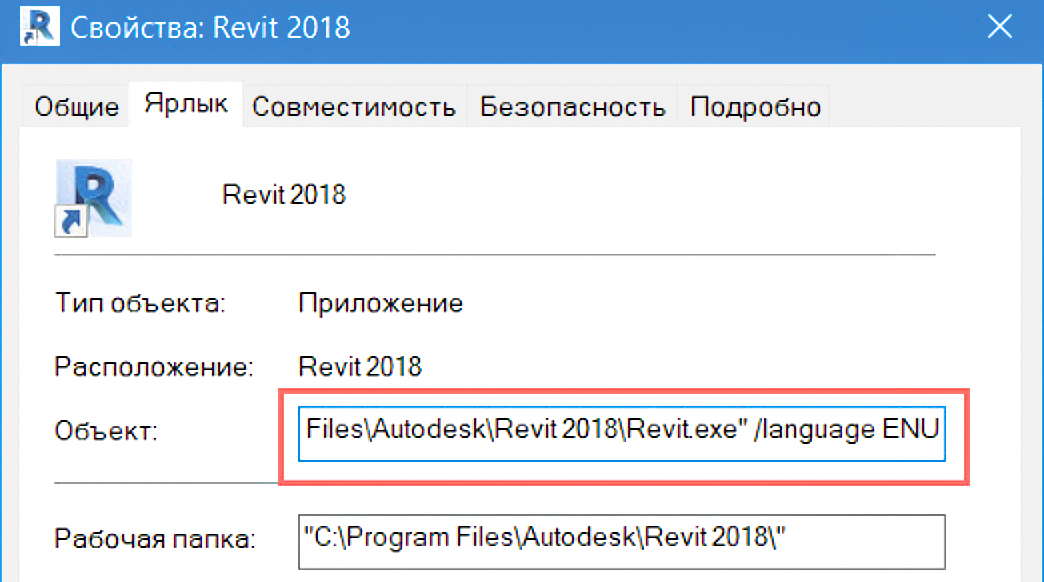 Свойства: Revit 2018
Общие Ярлык Совместимость Безопасность Подробно
Revit 2018
Тип объекта: Приложение
Расположение: Revit 2018
Объект: Files\Autodesk\Revit 2018\Revit.exe" /language ENU
Рабочая папка: "C:\Program Files\Autodesk\Revit 2018\"